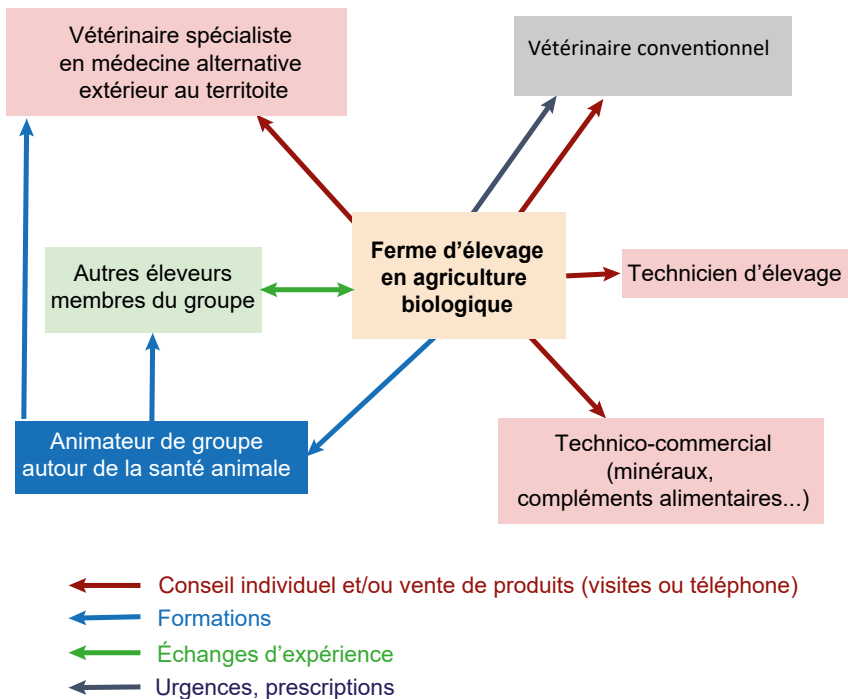 Vétérinaire spécialiste
en médecine alternative
extérieur au territoite
Vétérinaire conventionnel
Ferme d’élevage
en agriculture
biologique
Autres éleveurs
membres du groupe
Technicien d’élevage
Animateur de groupe
autour de la santé animale
Technico-commercial
(minéraux,
compléments alimentaires...)
Conseil individuel et/ou vente de produits (visites ou téléphone)
Formations
Échanges d’expérience
Urgences, prescriptions